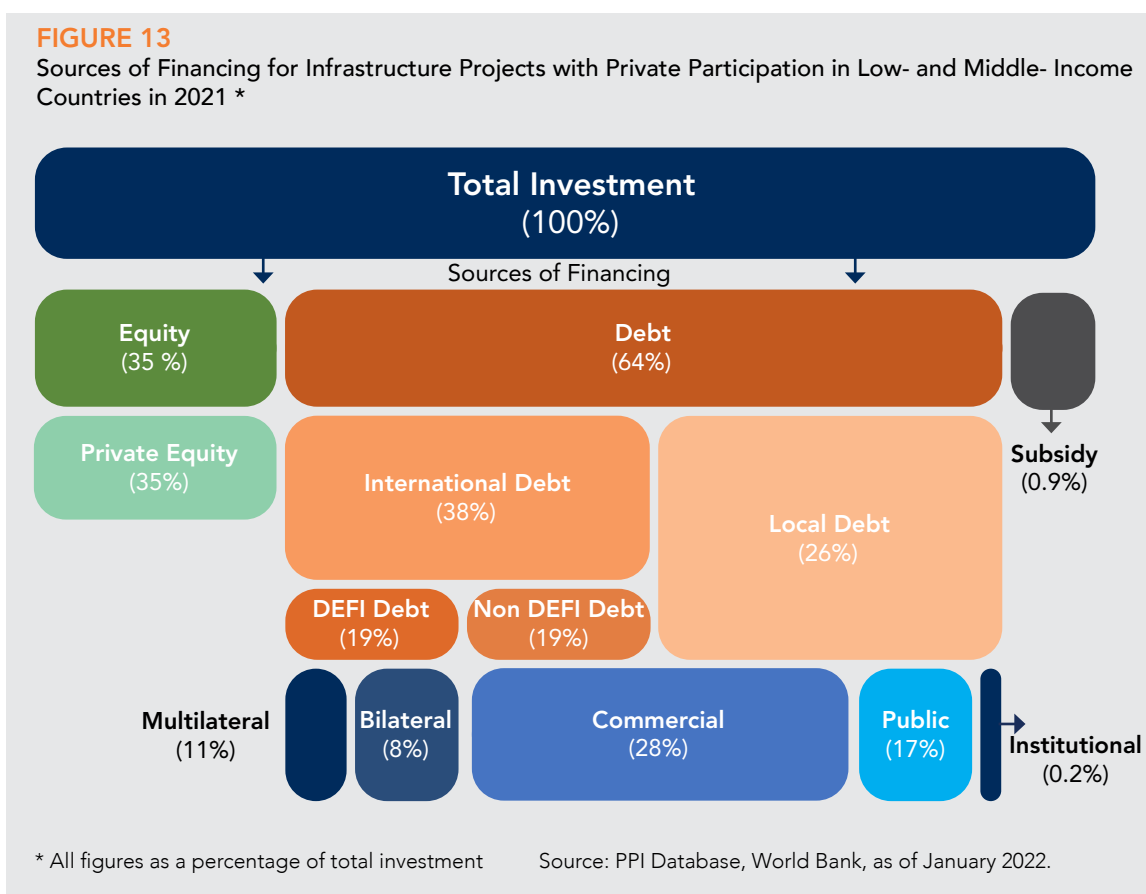 FIGURE 13
Sources of Financing for Infrastructure Projects with Private Participation in Low- and Middle- Income
Countries in 2021 *
Total Investment
(100%)
Sources of Financing
Equity
(35 %)
Debt
(64%)
Private Equity
(35%)
International Debt
(38%)
Local Debt
(26%)
Subsidy
(0.9%)
DEFI Debt
(19%)
Non DEFI Debt
(19%)
Multilateral
(11%)
Bilateral
(8%)
Commercial
(28%)
Public
(17%)
Institutional
(0.2%)
* All figures as a percentage of total investment
Source: PPI Database, World Bank, as of January 2022.